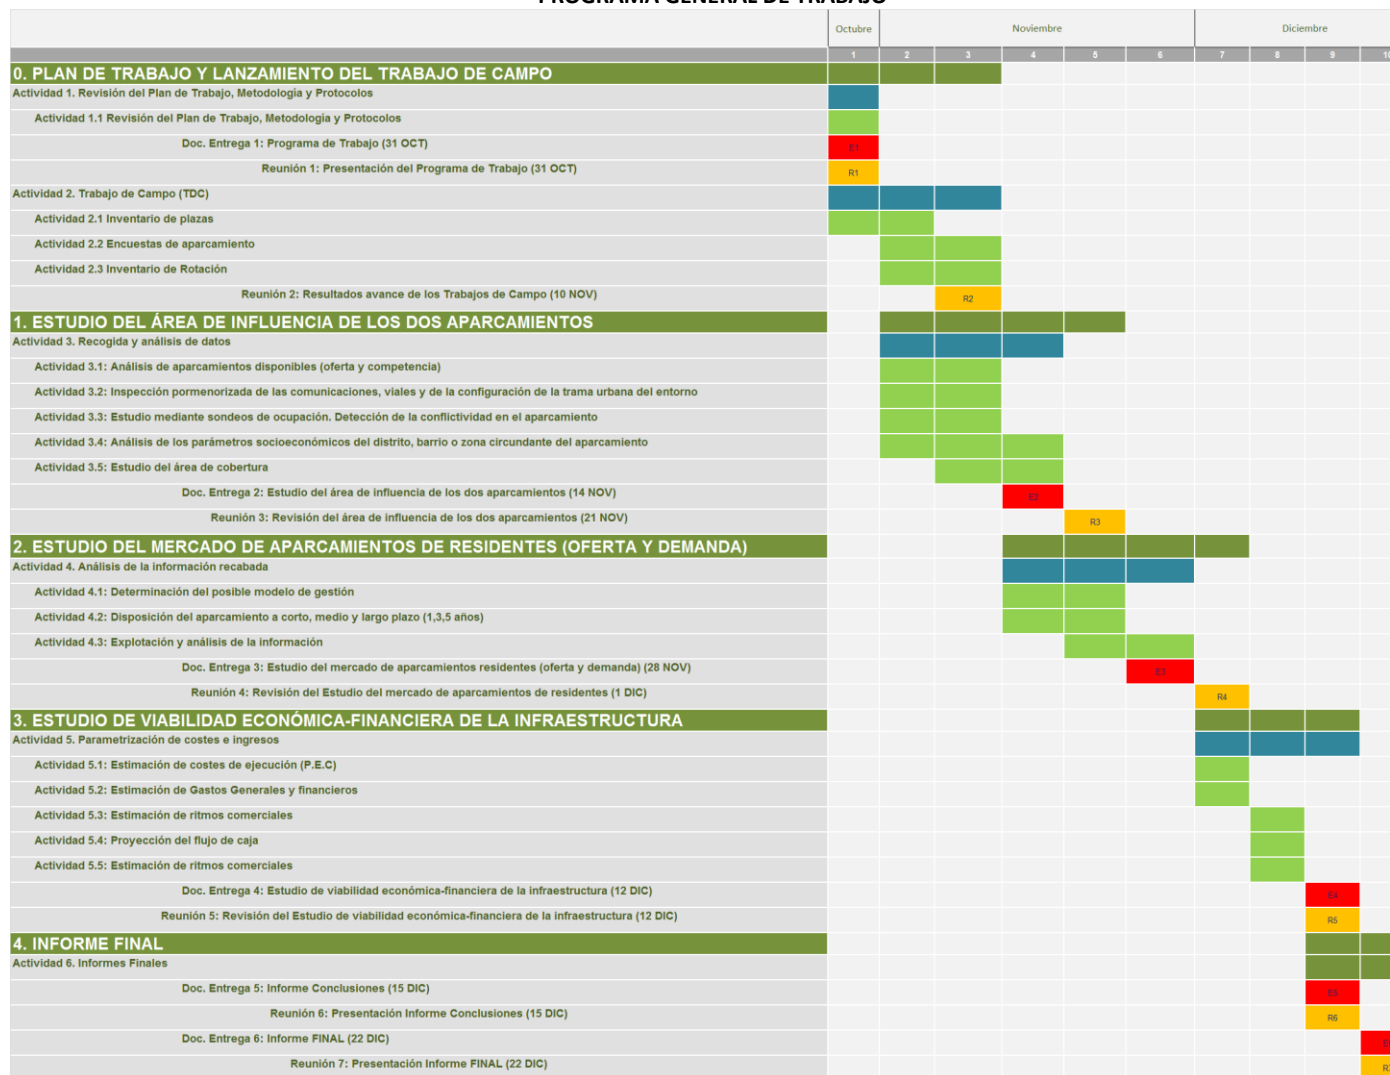 PROGRAMA GENERAL DE TRABAJO
Octubre Noviembre Diciembre
1 2 3 4 5 6 7 8 9 10
0. PLAN DE TRABAJO Y LANZAMIENTO DEL TRABAJO DE CAMPO
Actividad 1. Revisión del Plan de Trabajo, Metodología y Protocolos
Actividad 1.1 Revisión del Plan de Trabajo, Metodología y Protocolos
Doc. Entrega 1: Programa de Trabajo (31 OCT) E1
Reunión 1: Presentación del Programa de Trabajo (31 OCT) R1
Actividad 2. Trabajo de Campo (TDC)
Actividad 2.1 Inventario de plazas
Actividad 2.2 Encuestas de aparcamiento
Actividad 2.3 Inventario de Rotación
Reunión 2: Resultados avance de los Trabajos de Campo (10 NOV) R2
1. ESTUDIO DEL ÁREA DE INFLUENCIA DE LOS DOS APARCAMIENTOS
Actividad 3. Recogida y análisis de datos
Actividad 3.1: Análisis de aparcamientos disponibles (oferta y competencia)
Actividad 3.2: Inspección pormenorizada de las comunicaciones, viales y de la configuración de la trama urbana del entorno
Actividad 3.3: Estudio mediante sondeos de ocupación. Detección de la conflictividad en el aparcamiento
Actividad 3.4: Análisis de los parámetros socioeconómicos del distrito, barrio o zona circundante del aparcamiento
Actividad 3.5: Estudio del área de cobertura
Doc. Entrega 2: Estudio del área de influencia de los dos aparcamientos (14 NOV) E2
Reunión 3: Revisión del área de influencia de los dos aparcamientos (21 NOV) R3
2. ESTUDIO DEL MERCADO DE APARCAMIENTOS DE RESIDENTES (OFERTA Y DEMANDA)
Actividad 4. Análisis de la información recabada
Actividad 4.1: Determinación del posible modelo de gestión
Actividad 4.2: Disposición del aparcamiento a corto, medio y largo plazo (1,3,5 años)
Actividad 4.3: Explotación y análisis de la información
Doc. Entrega 3: Estudio del mercado de aparcamientos residentes (oferta y demanda) (28 NOV) E3
Reunión 4: Revisión del Estudio del mercado de aparcamientos de residentes (1 DIC) R4
3. ESTUDIO DE VIABILIDAD ECONÓMICA-FINANCIERA DE LA INFRAESTRUCTURA
Actividad 5. Parametrización de costes e ingresos
Actividad 5.1: Estimación de costes de ejecución (P.E.C)
Actividad 5.2: Estimación de Gastos Generales y financieros
Actividad 5.3: Estimación de ritmos comerciales
Actividad 5.4: Proyección del flujo de caja
Actividad 5.5: Estimación de ritmos comerciales
Doc. Entrega 4: Estudio de viabilidad económica-financiera de la infraestructura (12 DIC) E4
Reunión 5: Revisión del Estudio de viabilidad económica-financiera de la infraestructura (12 DIC) R5
4. INFORME FINAL
Actividad 6. Informes Finales
Doc. Entrega 5: Informe Conclusiones (15 DIC) E5
Reunión 6: Presentación Informe Conclusiones (15 DIC) R6
Doc. Entrega 6: Informe FINAL (22 DIC)
Reunión 7: Presentación Informe FINAL (22 DIC)